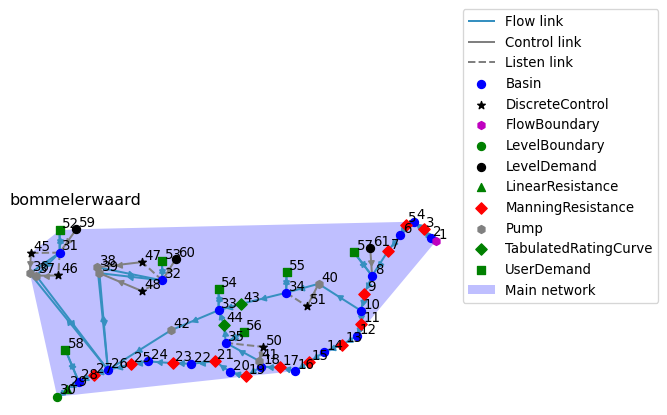 Flow link
Control link
Listen link
Basin
DiscreteControl
FlowBoundary
LevelBoundary
LevelDemand
LinearResistance
ManningResistance
Pump
TabulatedRatingCurve
UserDemand
Main network
bommelerwaard
52 59
45 31
37 46
38 47 53 60
39 32
48
54
55
33 43 34 40
51
42 44 56
35 50
41
58
30 29 28 27 26 25 24 23 22 21
20 19 18 17 16 15 14 13 12
11
10
9
8
57 61 7
6 5 4 3 2 1